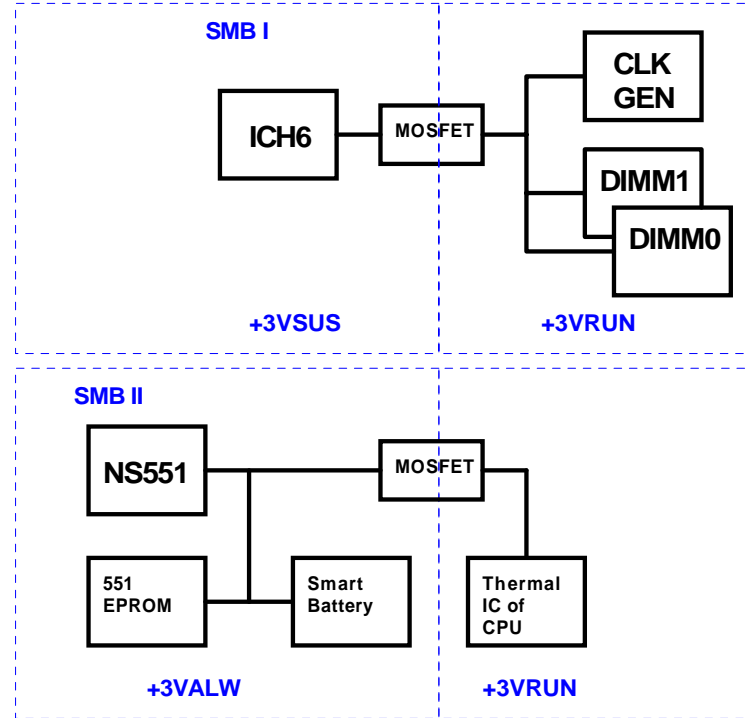 SMB I
CLK
GEN
ICH6
MOSFET
DIMM1
DIMM0
+3VSUS
+3VRUN
SMB II
NS551
MOSFET
551
EPROM
Smart
Battery
Thermal
IC of
CPU
+3VALW
+3VRUN